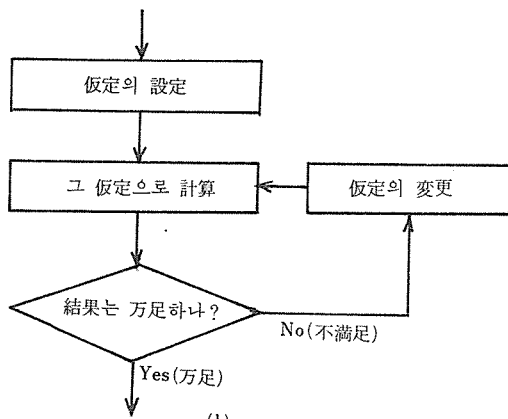 仮定의 設定
그 仮定으로 計算
仮定의 変更
結果는 万足하나?
No(不満足)
Yes(万足)
(b)